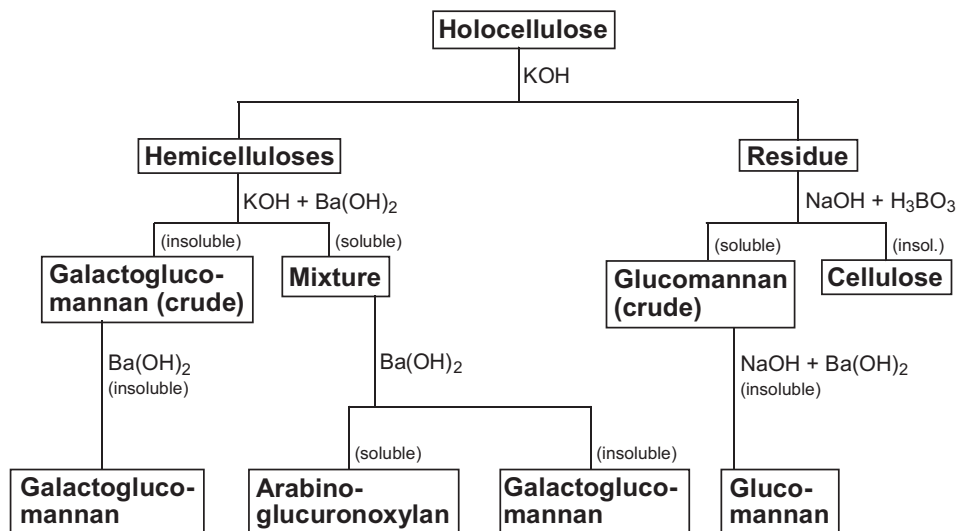 Holocellulose
KOH
Hemicelluloses
Residue
KOH + Ba(OH)₂
NaOH + H₃BO₃
(insoluble)
(soluble)
(soluble)
(insol.)
Galactogluco-
mannan (crude)
Mixture
Glucomannan
(crude)
Cellulose
Ba(OH)₂
(insoluble)
Ba(OH)₂
NaOH + Ba(OH)₂
(insoluble)
(soluble)
(insoluble)
Galactogluco-
mannan
Arabino-
glucuronoxylan
Galactogluco-
mannan
Gluco-
mannan